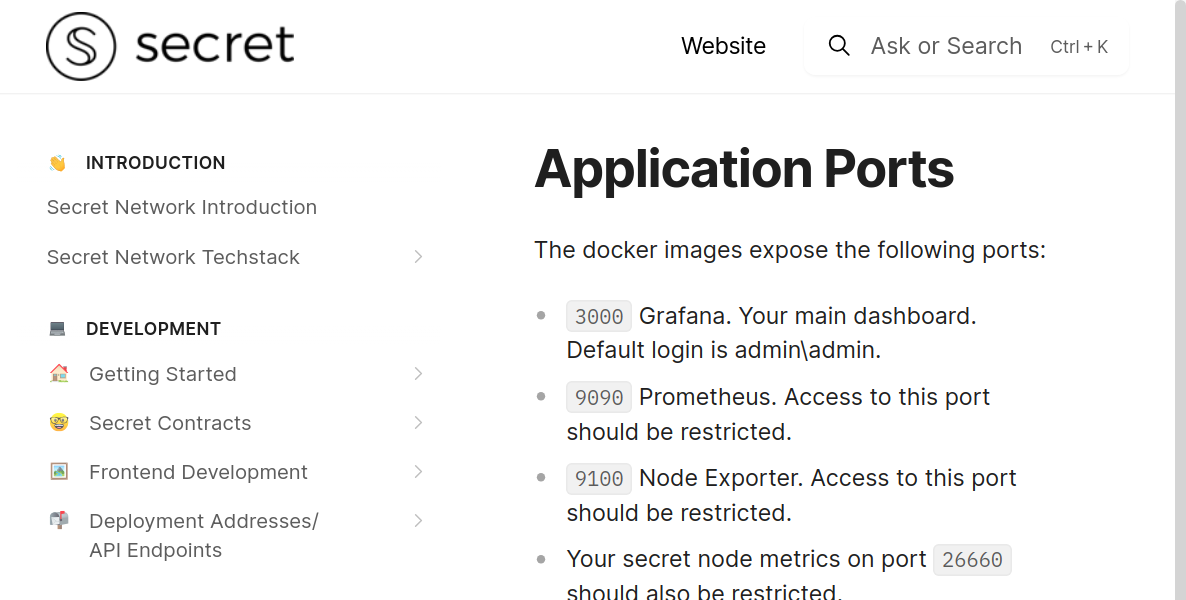 secret
Website
Ask or Search
Ctrl + K
INTRODUCTION
Secret Network Introduction
Secret Network Techstack
DEVELOPMENT
Getting Started
Secret Contracts
Frontend Development
Deployment Addresses/
API Endpoints
Application Ports
The docker images expose the following ports:
3000 Grafana. Your main dashboard.
Default login is admin\admin.
9090 Prometheus. Access to this port
should be restricted.
9100 Node Exporter. Access to this port
should be restricted.
Your secret node metrics on port 26660
should also be restricted.